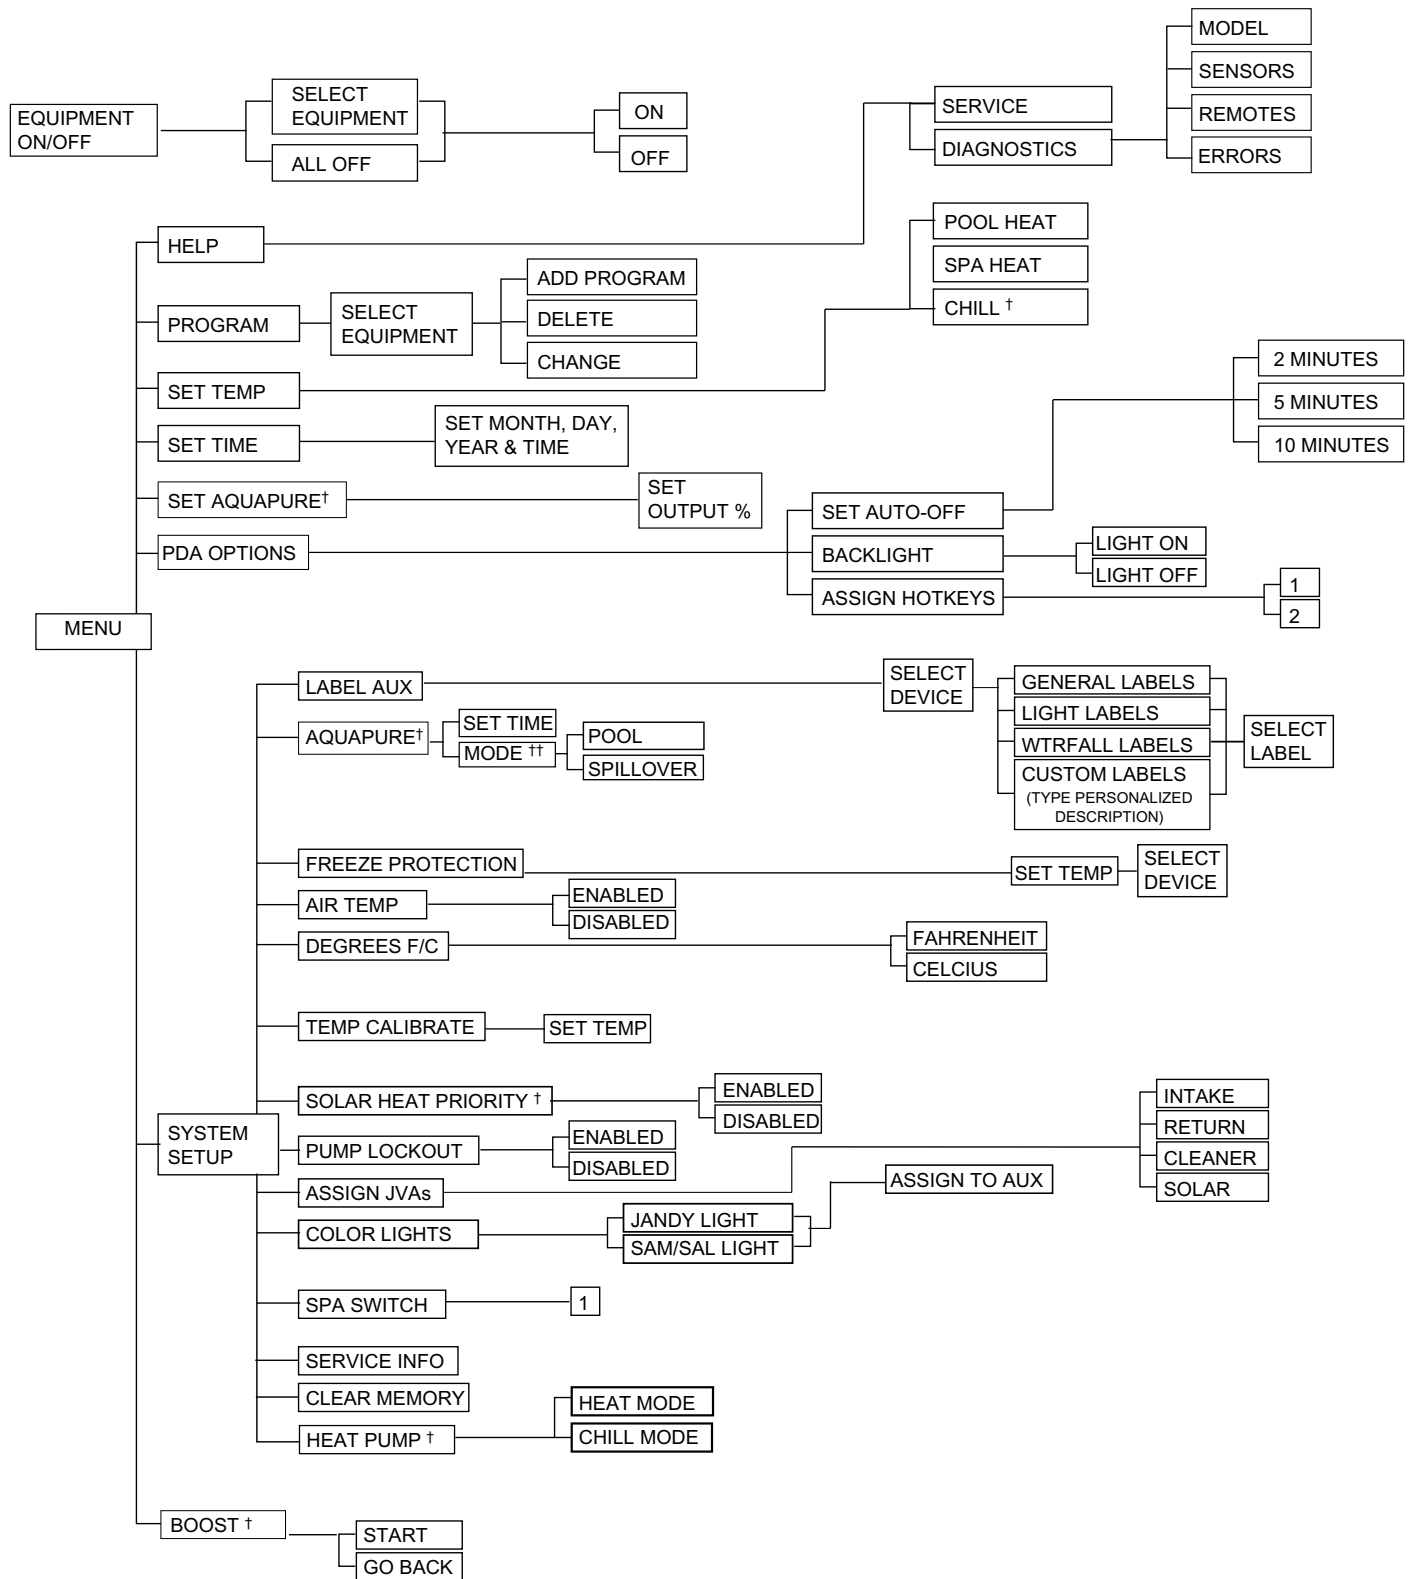 EQUIPMENT
ON/OFF
SELECT
EQUIPMENT
ALL OFF
ON
OFF
SERVICE
DIAGNOSTICS
MODEL
SENSORS
REMOTES
ERRORS
MENU
HELP
PROGRAM
SELECT
EQUIPMENT
ADD PROGRAM
DELETE
CHANGE
POOL HEAT
SPA HEAT
CHILL †
SET TEMP
SET TIME
SET MONTH, DAY,
YEAR & TIME
SET AQUAPURE†
SET
OUTPUT %
PDA OPTIONS
SET AUTO-OFF
2 MINUTES
5 MINUTES
10 MINUTES
BACKLIGHT
LIGHT ON
LIGHT OFF
ASSIGN HOTKEYS
1
2
SYSTEM
SETUP
LABEL AUX
SELECT
DEVICE
GENERAL LABELS
LIGHT LABELS
WTRFALL LABELS
CUSTOM LABELS
(TYPE PERSONALIZED
DESCRIPTION)
SELECT
LABEL
AQUAPURE†
SET TIME
MODE ††
POOL
SPILLOVER
FREEZE PROTECTION
SET TEMP
SELECT
DEVICE
AIR TEMP
ENABLED
DISABLED
DEGREES F/C
FAHRENHEIT
CELCIUS
TEMP CALIBRATE
SET TEMP
SOLAR HEAT PRIORITY †
ENABLED
DISABLED
PUMP LOCKOUT
ENABLED
DISABLED
ASSIGN JVAs
INTAKE
RETURN
CLEANER
SOLAR
COLOR LIGHTS
JANDY LIGHT
SAM/SAL LIGHT
ASSIGN TO AUX
SPA SWITCH
1
SERVICE INFO
CLEAR MEMORY
HEAT PUMP †
HEAT MODE
CHILL MODE
BOOST †
START
GO BACK